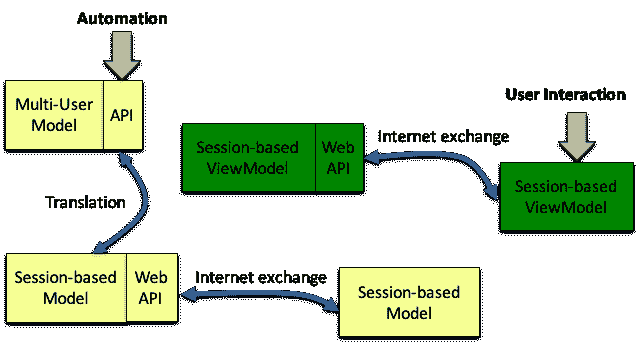 Automation
Multi-User
Model
API
User Interaction
Session-based
ViewModel
Web
API
Internet exchange
Session-based
ViewModel
Translation
Session-based
Model
Web
API
Internet exchange
Session-based
Model